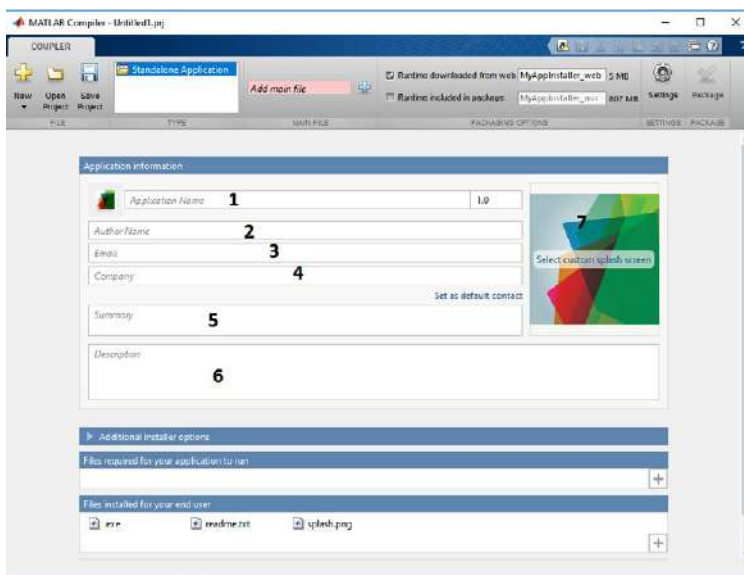 MATLAB Compiler - Untitled1.prj
COMPILER
New
Open Project
Save Project
Standalone Application
Add main file
Runtime downloaded from web MyAppInstaller_web 5 MB
Runtime included in package MyAppInstaller_mcr 807 MB
Settings
Package
FILE TYPE MAIN FILE PACKAGING OPTIONS SETTINGS PACKAGE
Application information
Application Name 1 1.0
Author Name 2
Email 3
Company 4
Set as default contact
Summary 5
Description 6
7
Select custom splash screen
Additional installer options
Files required for your application to run
Files installed for your end user
.exe readme.txt splash.png